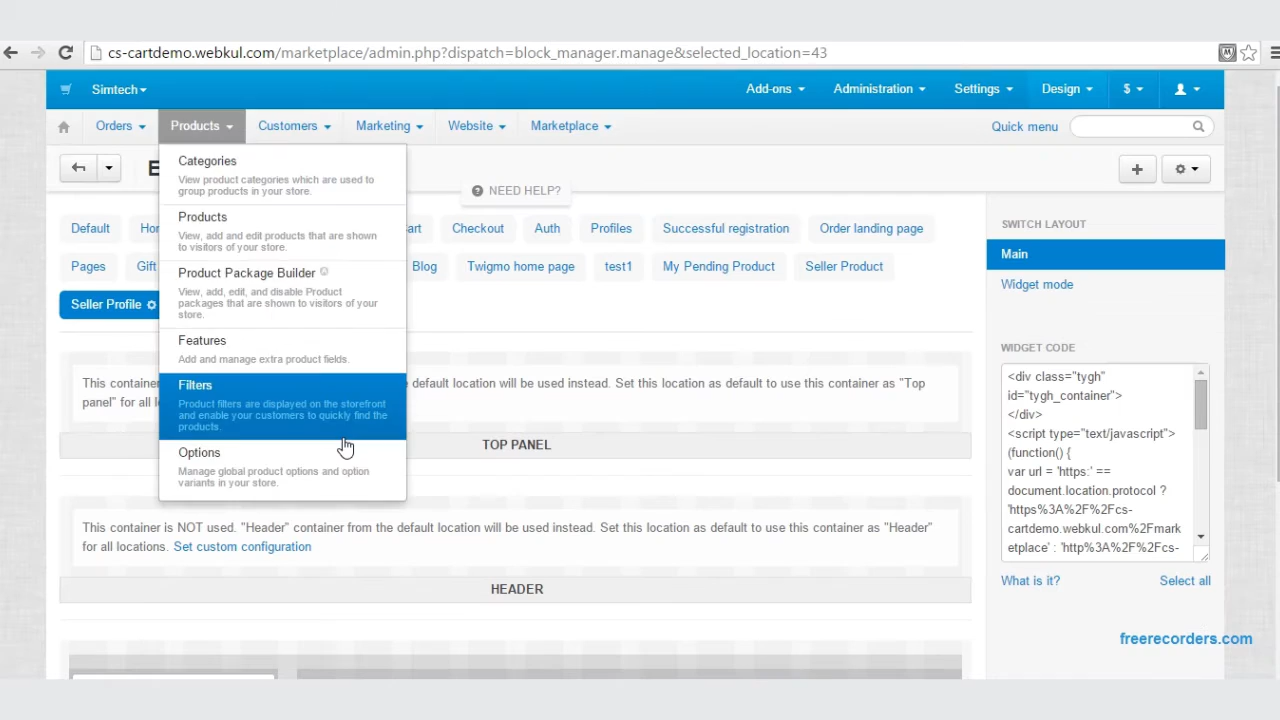 cs-cartdemo.webkul.com/marketplace/admin.php?dispatch=block_manager.manage&selected_location=43
Simtech
Add-ons
Administration
Settings
Design
$
Orders
Products
Customers
Marketing
Website
Marketplace
Quick menu
Categories
View product categories which are used to
group products in your store.
Products
View, add and edit products that are shown
to visitors of your store.
Product Package Builder
View, add, edit, and disable Product
packages that are shown to visitors of your
store.
Features
Add and manage extra product fields.
Filters
Product filters are displayed on the storefront
and enable your customers to quickly find the
products.
Options
Manage global product options and option
variants in your store.
NEED HELP?
Default
Checkout
Auth
Profiles
Successful registration
Order landing page
Pages
Gift
Blog
Twigmo home page
test1
My Pending Product
Seller Product
Seller Profile
This container
default location will be used instead. Set this location as default to use this container as "Top
panel" for all
TOP PANEL
This container is NOT used. "Header" container from the default location will be used instead. Set this location as default to use this container as "Header"
for all locations. Set custom configuration
HEADER
SWITCH LAYOUT
Main
Widget mode
WIDGET CODE
<div class="tygh"
id="tygh_container">
</div>
<script type="text/javascript">
(function() {
var url = 'https:' ==
document.location.protocol ?
'https%3A%2F%2Fcs-
cartdemo.webkul.com%2Fmark
etplace' : 'http%3A%2F%2Fcs-
What is it?
Select all
freerecorders.com